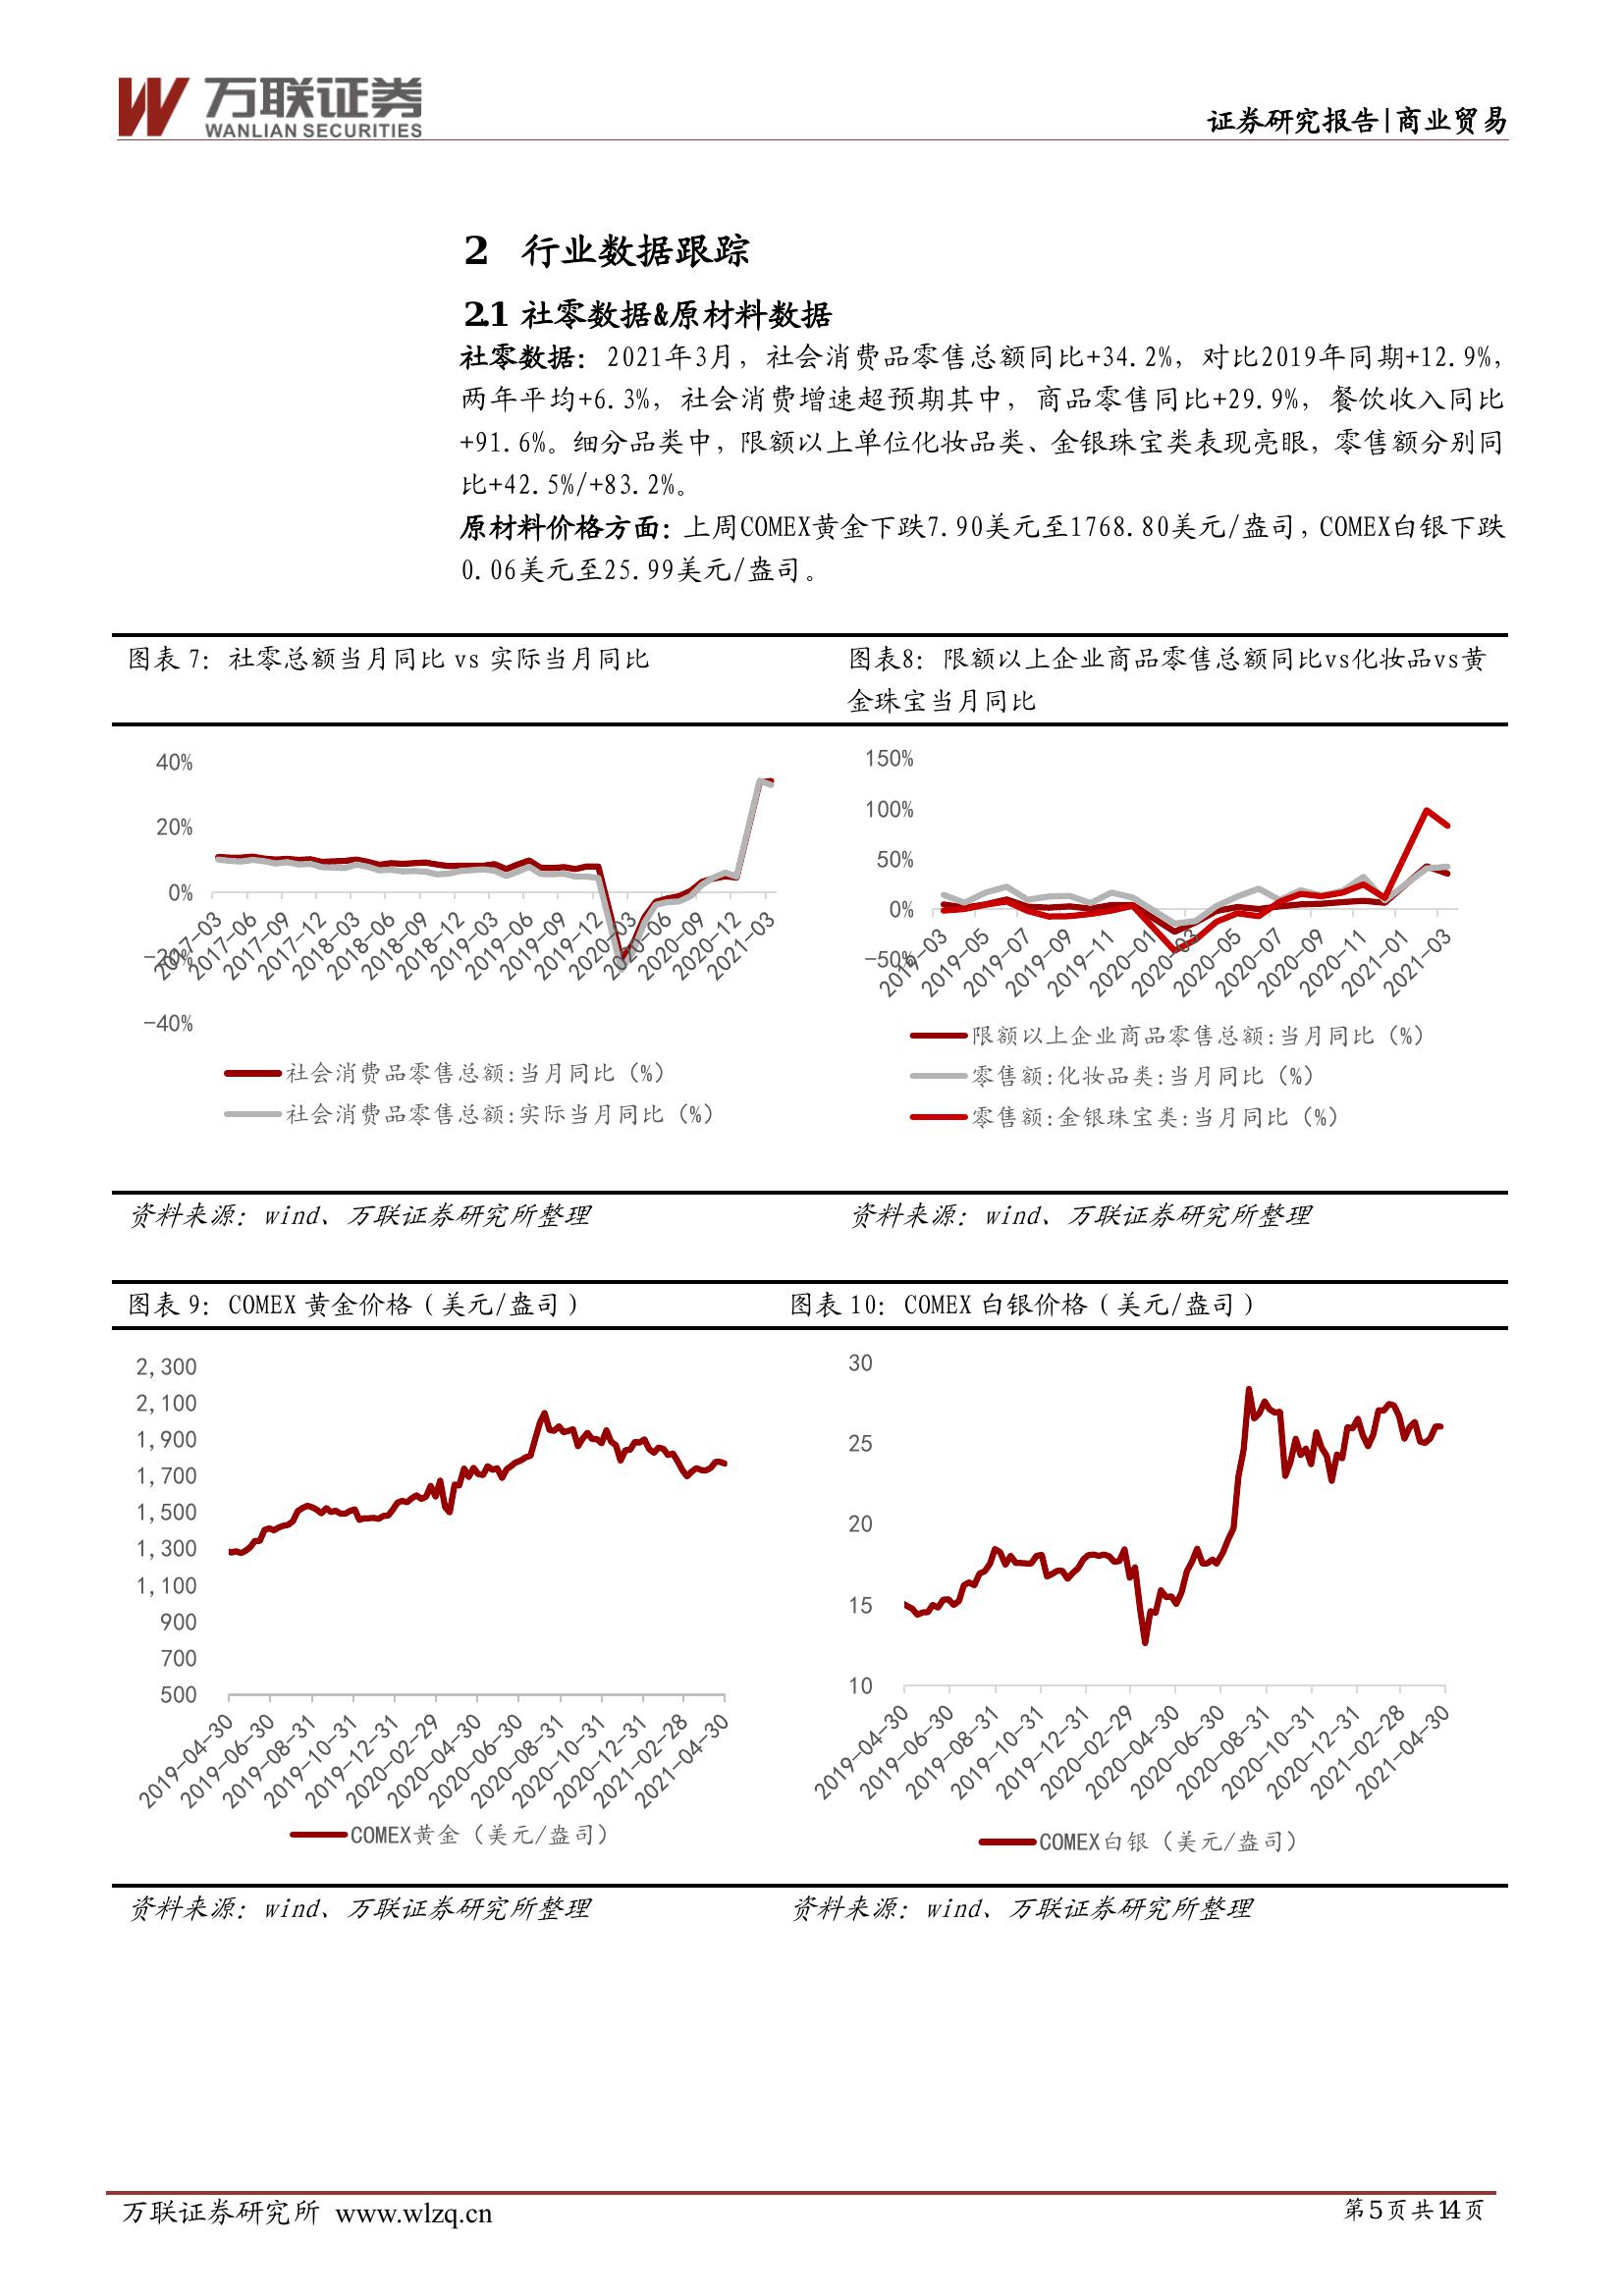 万联证券
WANLIAN SECURITIES
证券研究报告|商业贸易
2 行业数据跟踪
2.1 社零数据&原材料数据
社零数据：2021年3月，社会消费品零售总额同比+34.2%，对比2019年同期+12.9%，
两年平均+6.3%，社会消费增速超预期其中，商品零售同比+29.9%，餐饮收入同比
+91.6%。细分品类中，限额以上单位化妆品类、金银珠宝类表现亮眼，零售额分别同
比+42.5%/+83.2%。
原材料价格方面：上周COMEX黄金下跌7.90美元至1768.80美元/盎司，COMEX白银下跌
0.06美元至25.99美元/盎司。
图表 7：社零总额当月同比 vs 实际当月同比
40%
20%
0%
-20%
-40%
2017-03
2017-06
2017-09
2017-12
2018-03
2018-06
2018-09
2018-12
2019-03
2019-06
2019-09
2019-12
2020-03
2020-06
2020-09
2020-12
2021-03
社会消费品零售总额:当月同比（%）
社会消费品零售总额:实际当月同比（%）
资料来源：wind、万联证券研究所整理
图表8：限额以上企业商品零售总额同比vs化妆品vs黄
金珠宝当月同比
150%
100%
50%
0%
-50%
2019-03
2019-05
2019-07
2019-09
2019-11
2020-01
2020-03
2020-05
2020-07
2020-09
2020-11
2021-01
2021-03
限额以上企业商品零售总额:当月同比（%）
零售额:化妆品类:当月同比（%）
零售额:金银珠宝类:当月同比（%）
资料来源：wind、万联证券研究所整理
图表 9：COMEX 黄金价格（美元/盎司）
2,300
2,100
1,900
1,700
1,500
1,300
1,100
900
700
500
2019-04-30
2019-06-30
2019-08-31
2019-10-31
2019-12-31
2020-02-29
2020-04-30
2020-06-30
2020-08-31
2020-10-31
2020-12-31
2021-02-28
2021-04-30
COMEX黄金（美元/盎司）
资料来源：wind、万联证券研究所整理
图表 10：COMEX 白银价格（美元/盎司）
30
25
20
15
10
2019-04-30
2019-06-30
2019-08-31
2019-10-31
2019-12-31
2020-02-29
2020-04-30
2020-06-30
2020-08-31
2020-10-31
2020-12-31
2021-02-28
2021-04-30
COMEX白银（美元/盎司）
资料来源：wind、万联证券研究所整理
万联证券研究所 www.wlzq.cn
第5页共14页